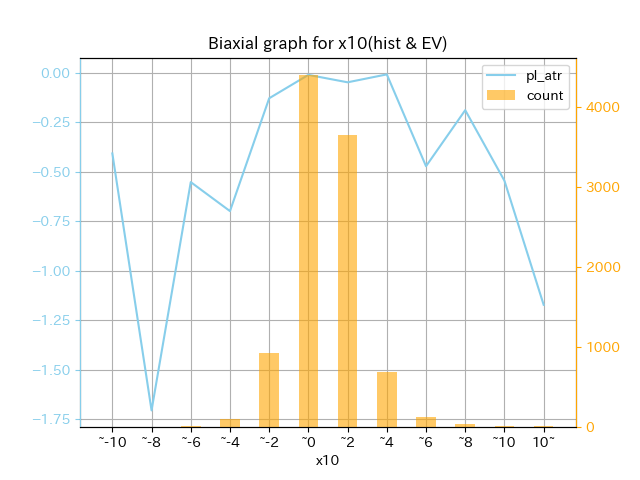 Biaxial graph for x10(hist & EV)
pl_atr
count
0.00
−0.25
−0.50
−0.75
−1.00
−1.25
−1.50
−1.75
4000
3000
2000
1000
0
~-10 ~-8 ~-6 ~-4 ~-2 ~0 ~2 ~4 ~6 ~8 ~10 10~
x10